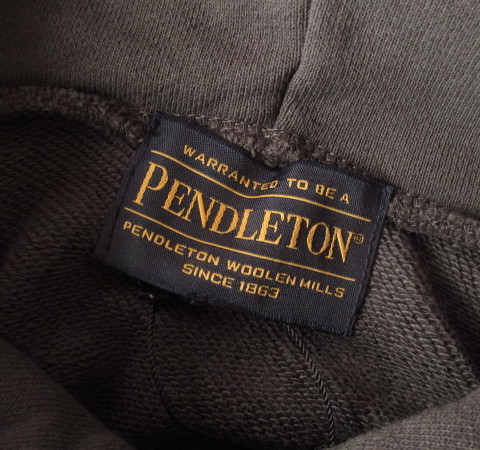 WARRANTED TO BE A
PENDLETON®
PENDLETON WOOLEN MILLS
SINCE 1863